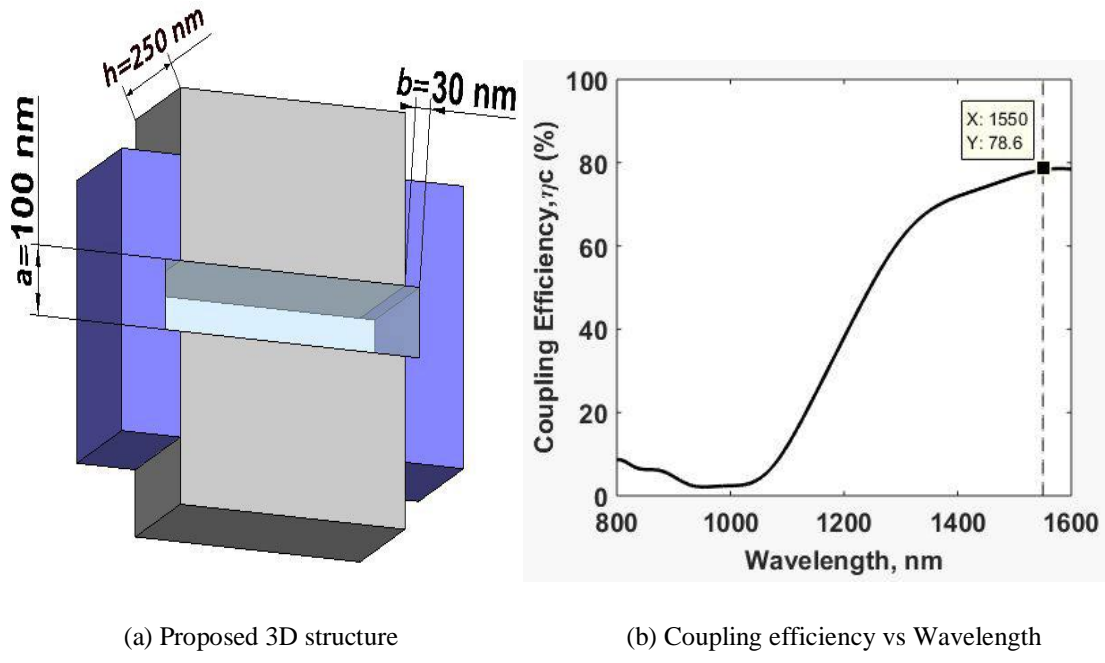 h=250 nm
b=30 nm
a=100 nm
100
80
60
40
20
0
Coupling Efficiency,ηc (%)
X: 1550
Y: 78.6
800 1000 1200 1400 1600
Wavelength, nm
(a) Proposed 3D structure
(b) Coupling efficiency vs Wavelength